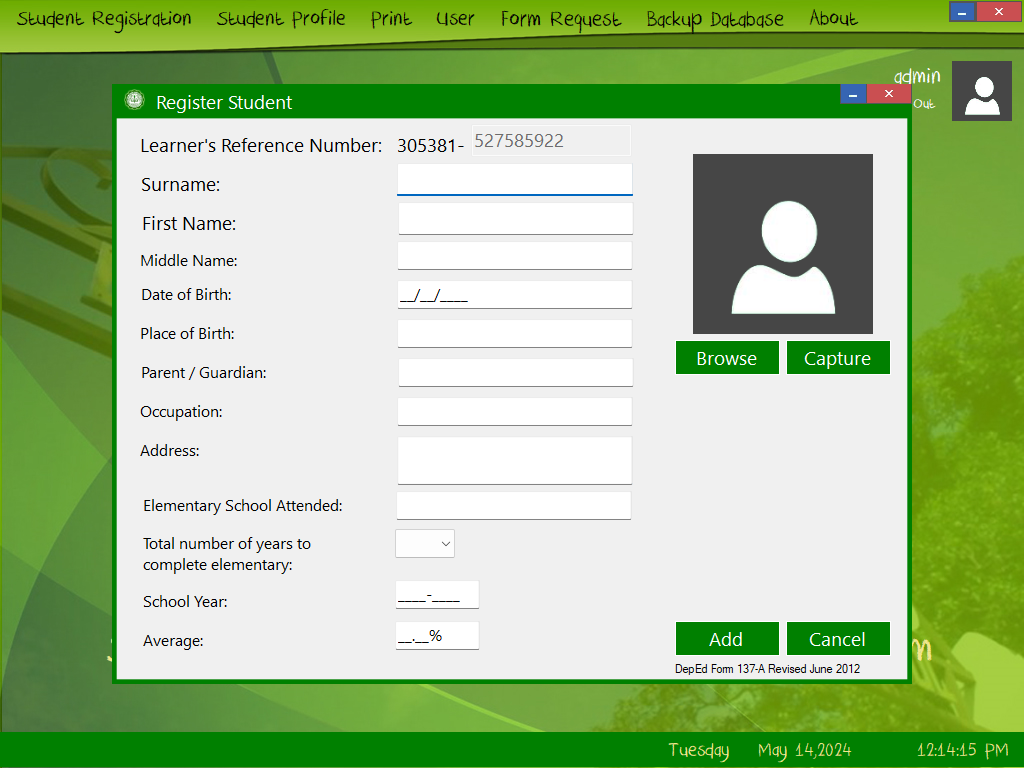 Student Registration Student Profile Print User Form Request Backup Database About
admin
Out
Register Student
Learner's Reference Number: 305381- 527585922
Surname:
First Name:
Middle Name:
Date of Birth: __/__/____
Place of Birth:
Parent / Guardian:
Browse Capture
Occupation:
Address:
Elementary School Attended:
Total number of years to
complete elementary:
School Year: ____-____
Average: __.__%
Add Cancel
DepEd Form 137-A Revised June 2012
Tuesday May 14,2024 12:14:15 PM